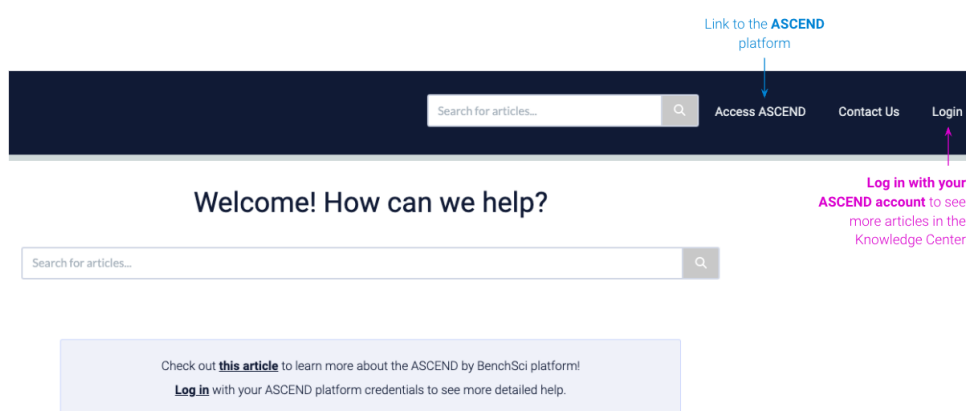 Link to the ASCEND
platform
Search for articles...
Access ASCEND
Contact Us
Login
Log in with your
ASCEND account to see
more articles in the
Knowledge Center
Welcome! How can we help?
Search for articles...
Check out this article to learn more about the ASCEND by BenchSci platform!
Log in with your ASCEND platform credentials to see more detailed help.